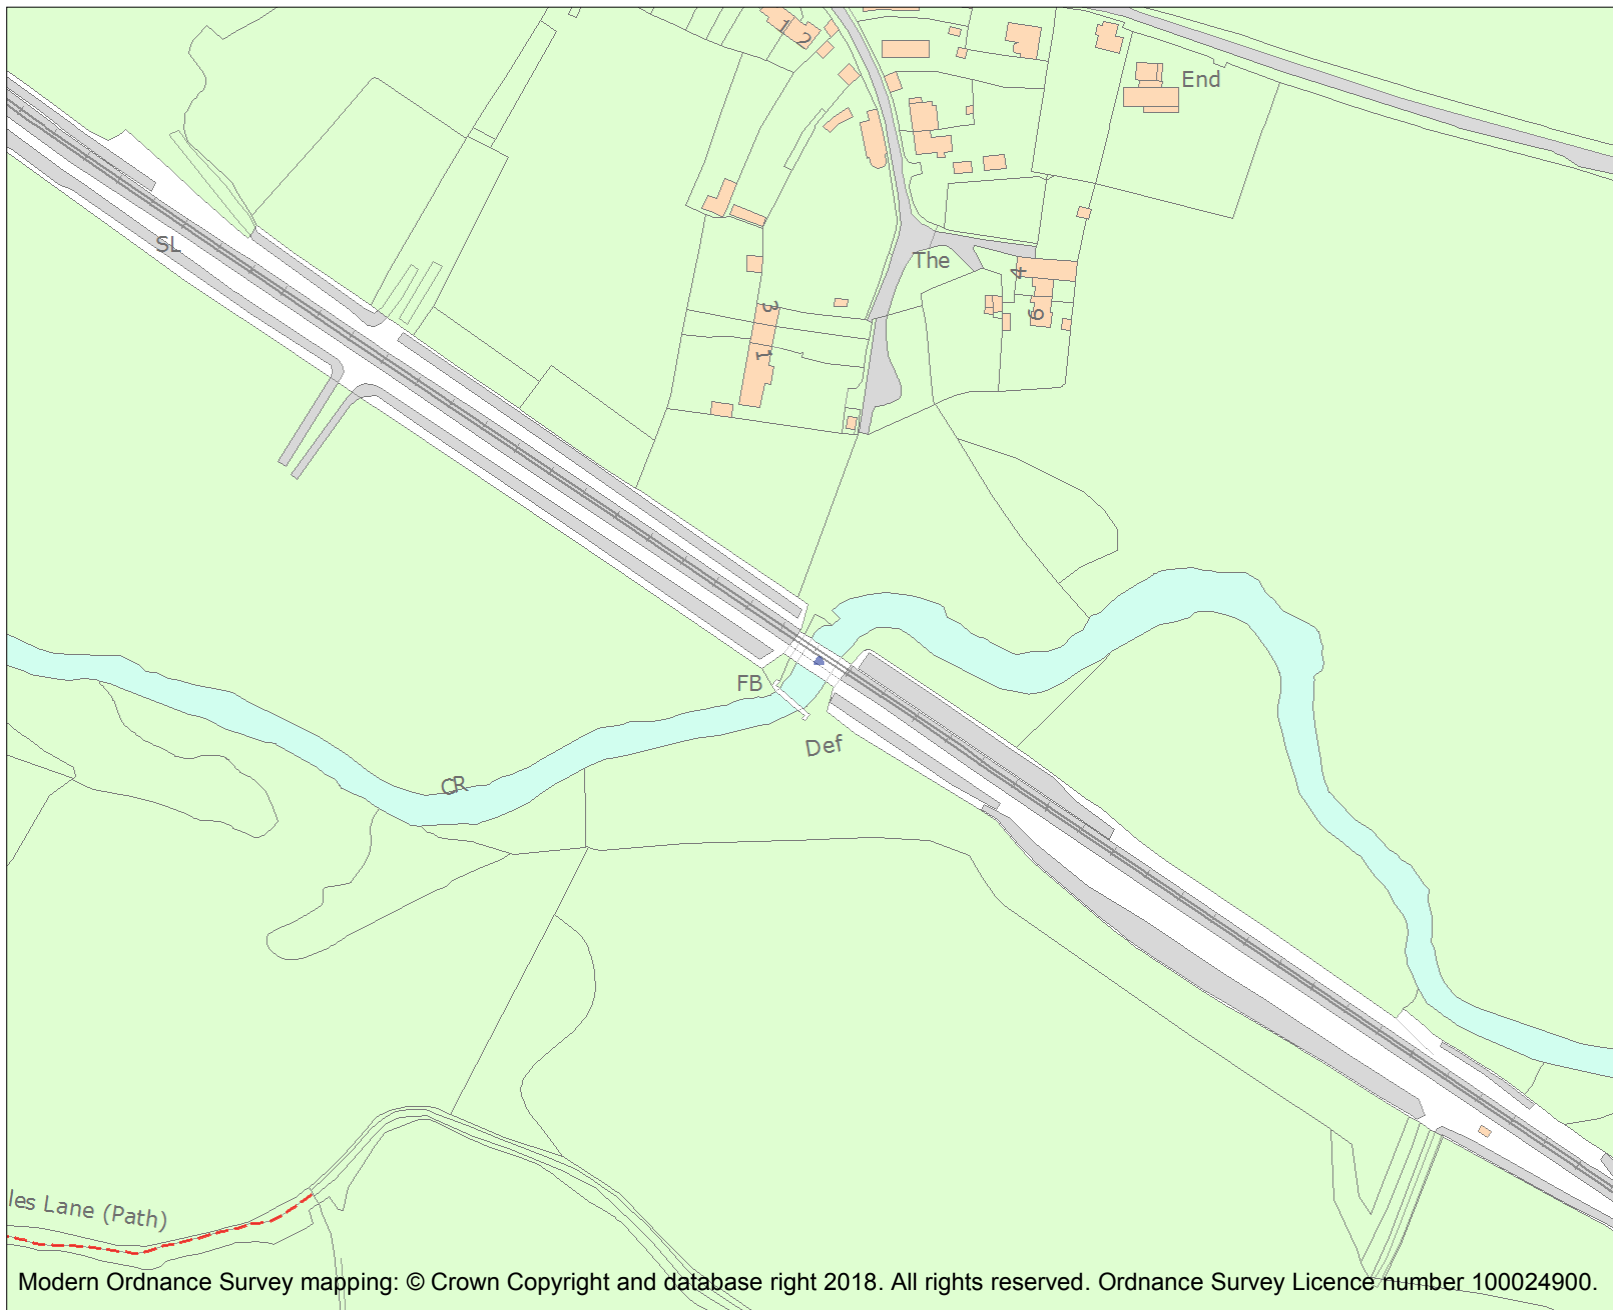 1
2
End
SL
The
4
6
3
1
FB
Def
CR
les Lane (Path)
Modern Ordnance Survey mapping: © Crown Copyright and database right 2018. All rights reserved. Ordnance Survey Licence number 100024900.